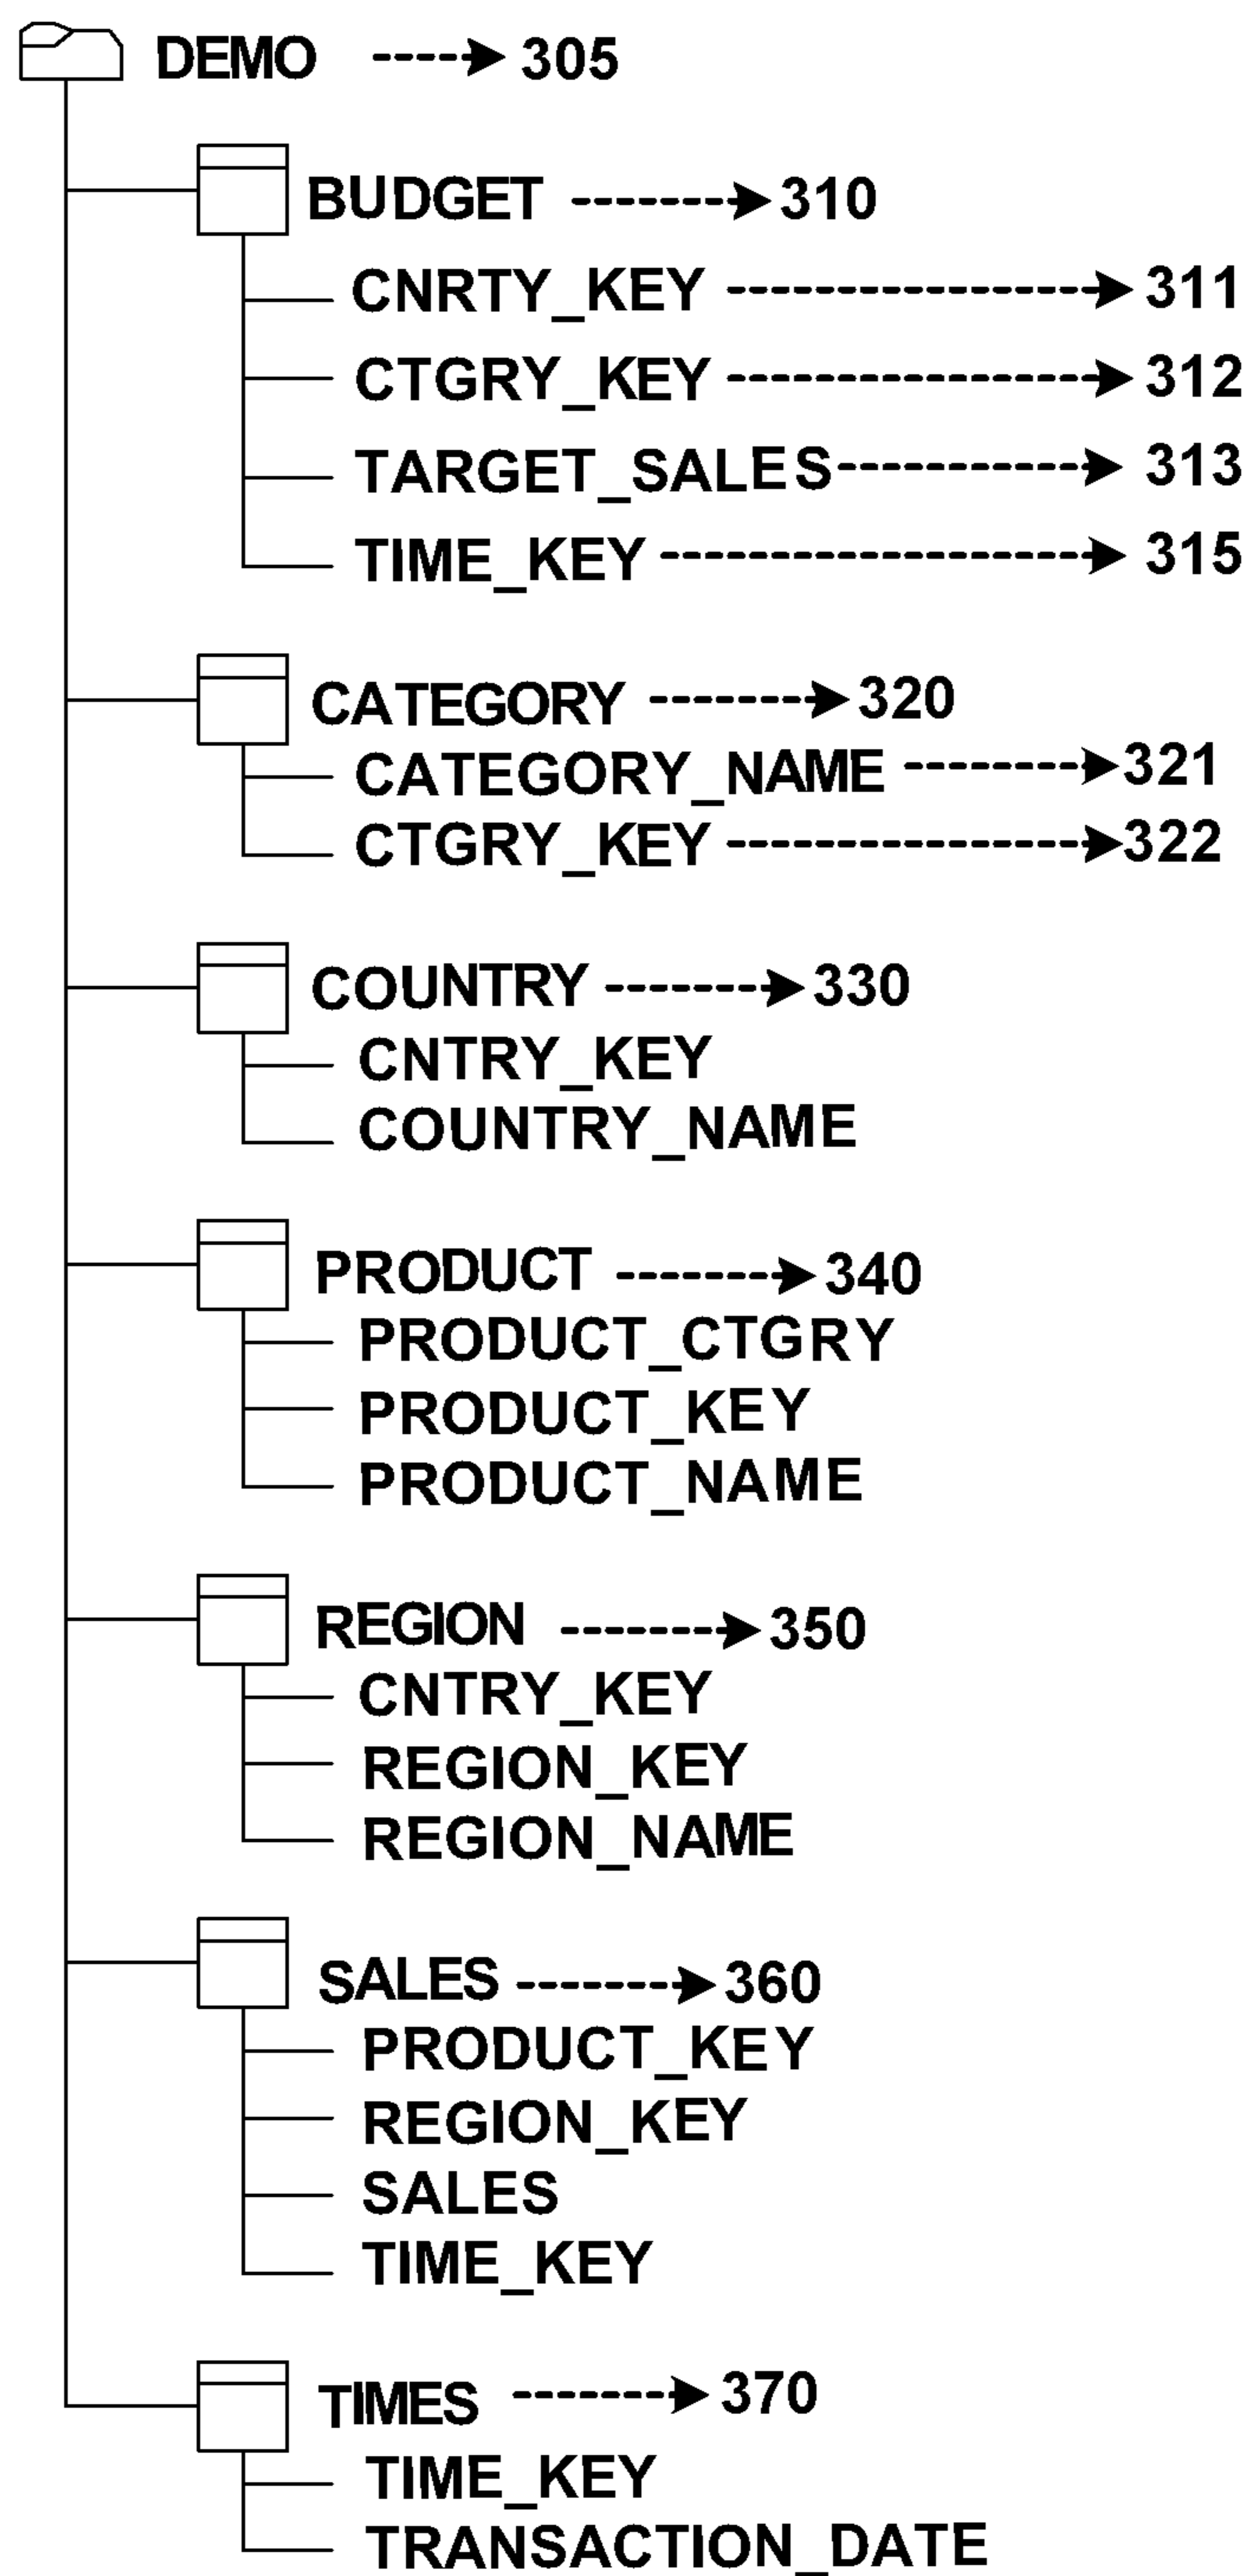 DEMO 305
BUDGET 310
CNRTY_KEY 311
CTGRY_KEY 312
TARGET_SALES 313
TIME_KEY 315
CATEGORY 320
CATEGORY_NAME 321
CTGRY_KEY 322
COUNTRY 330
CNTRY_KEY
COUNTRY_NAME
PRODUCT 340
PRODUCT_CTGRY
PRODUCT_KEY
PRODUCT_NAME
REGION 350
CNTRY_KEY
REGION_KEY
REGION_NAME
SALES 360
PRODUCT_KEY
REGION_KEY
SALES
TIME_KEY
TIMES 370
TIME_KEY
TRANSACTION_DATE